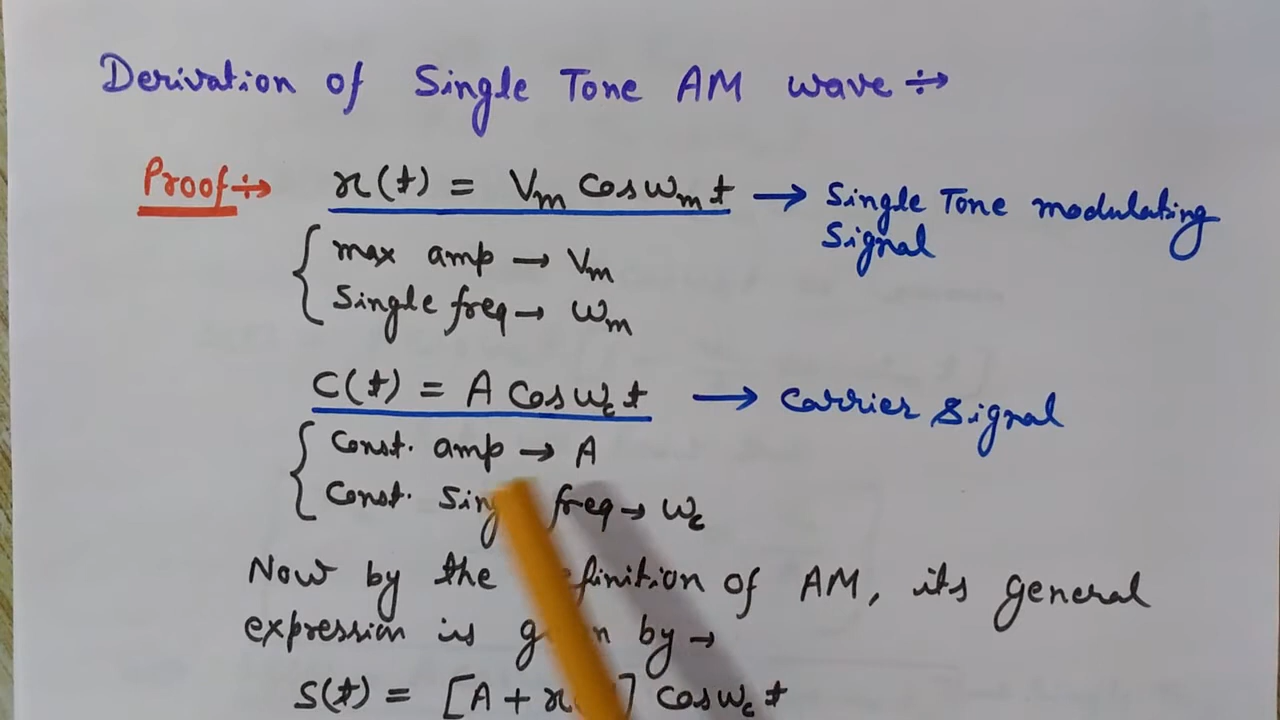 Derivation of Single Tone AM wave ÷→
Proof ÷→ x(t) = Vm Cos ωm t → Single Tone modulating
Signal
max amp → Vm
Single freq → ωm
C(t) = A Cos ωc t → Carrier Signal
Const. amp → A
Const. freq → ωc
Now by the of AM, its general
expression is by →
S(t) = [A + ] cos ωc t